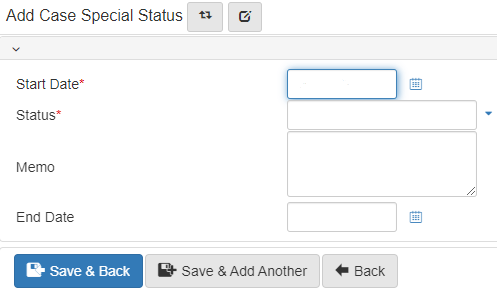 Add Case Special Status
Start Date*
Status*
Memo
End Date
Save & Back Save & Add Another Back